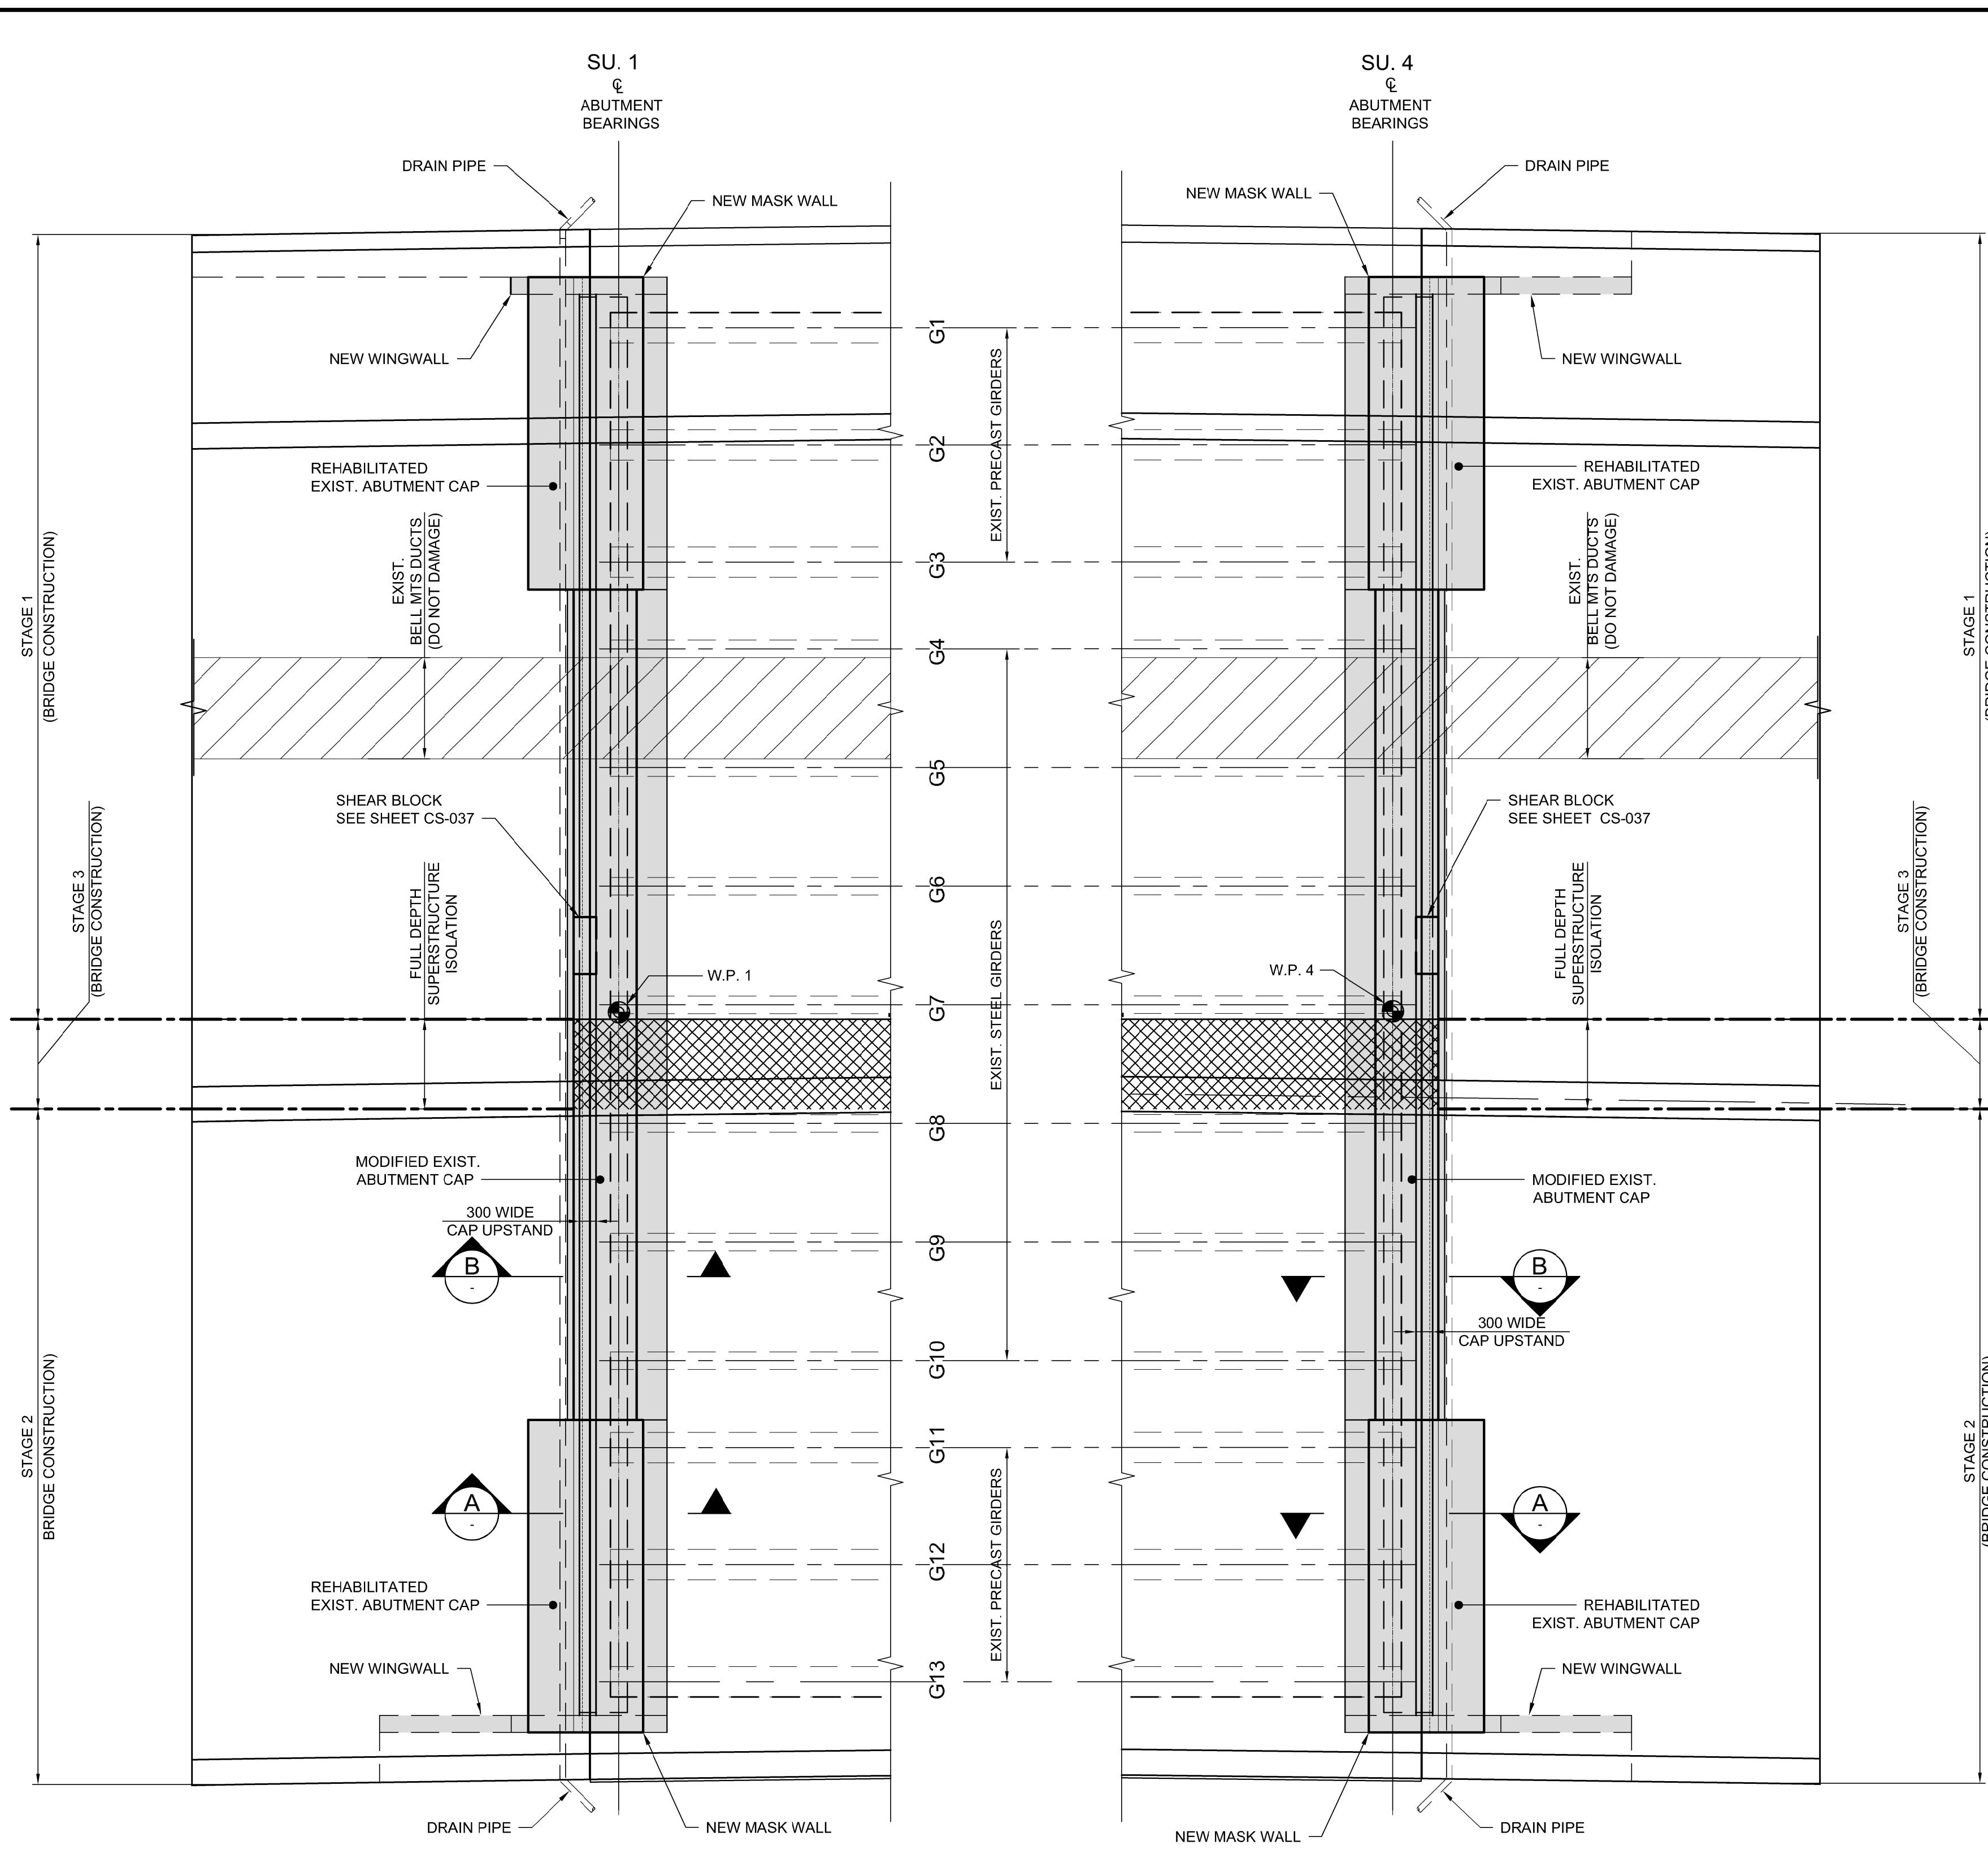 SU. 1
℄
ABUTMENT
BEARINGS
SU. 4
℄
ABUTMENT
BEARINGS
DRAIN PIPE
NEW MASK WALL
NEW MASK WALL
DRAIN PIPE
NEW WINGWALL
G1
NEW WINGWALL
EXIST. PRECAST GIRDERS
G2
REHABILITATED
EXIST. ABUTMENT CAP
REHABILITATED
EXIST. ABUTMENT CAP
EXIST.
BELL MTS DUCTS
(DO NOT DAMAGE)
G3
EXIST.
BELL MTS DUCTS
(DO NOT DAMAGE)
STAGE 1
(BRIDGE CONSTRUCTION)
G4
STAGE 1
(BRIDGE CONSTRUCTION)
G5
SHEAR BLOCK
SEE SHEET CS-037
SHEAR BLOCK
SEE SHEET CS-037
STAGE 3
(BRIDGE CONSTRUCTION)
FULL DEPTH
SUPERSTRUCTURE
ISOLATION
G6
EXIST. STEEL GIRDERS
FULL DEPTH
SUPERSTRUCTURE
ISOLATION
STAGE 3
(BRIDGE CONSTRUCTION)
W.P. 1
W.P. 4
G7
G8
MODIFIED EXIST.
ABUTMENT CAP
MODIFIED EXIST.
ABUTMENT CAP
300 WIDE
CAP UPSTAND
G9
B
-
B
-
300 WIDE
CAP UPSTAND
G10
STAGE 2
BRIDGE CONSTRUCTION)
G11
STAGE 2
(BRIDGE CONSTRUCTION)
A
-
A
-
EXIST. PRECAST GIRDERS
G12
REHABILITATED
EXIST. ABUTMENT CAP
REHABILITATED
EXIST. ABUTMENT CAP
NEW WINGWALL
G13
NEW WINGWALL
DRAIN PIPE
NEW MASK WALL
NEW MASK WALL
DRAIN PIPE